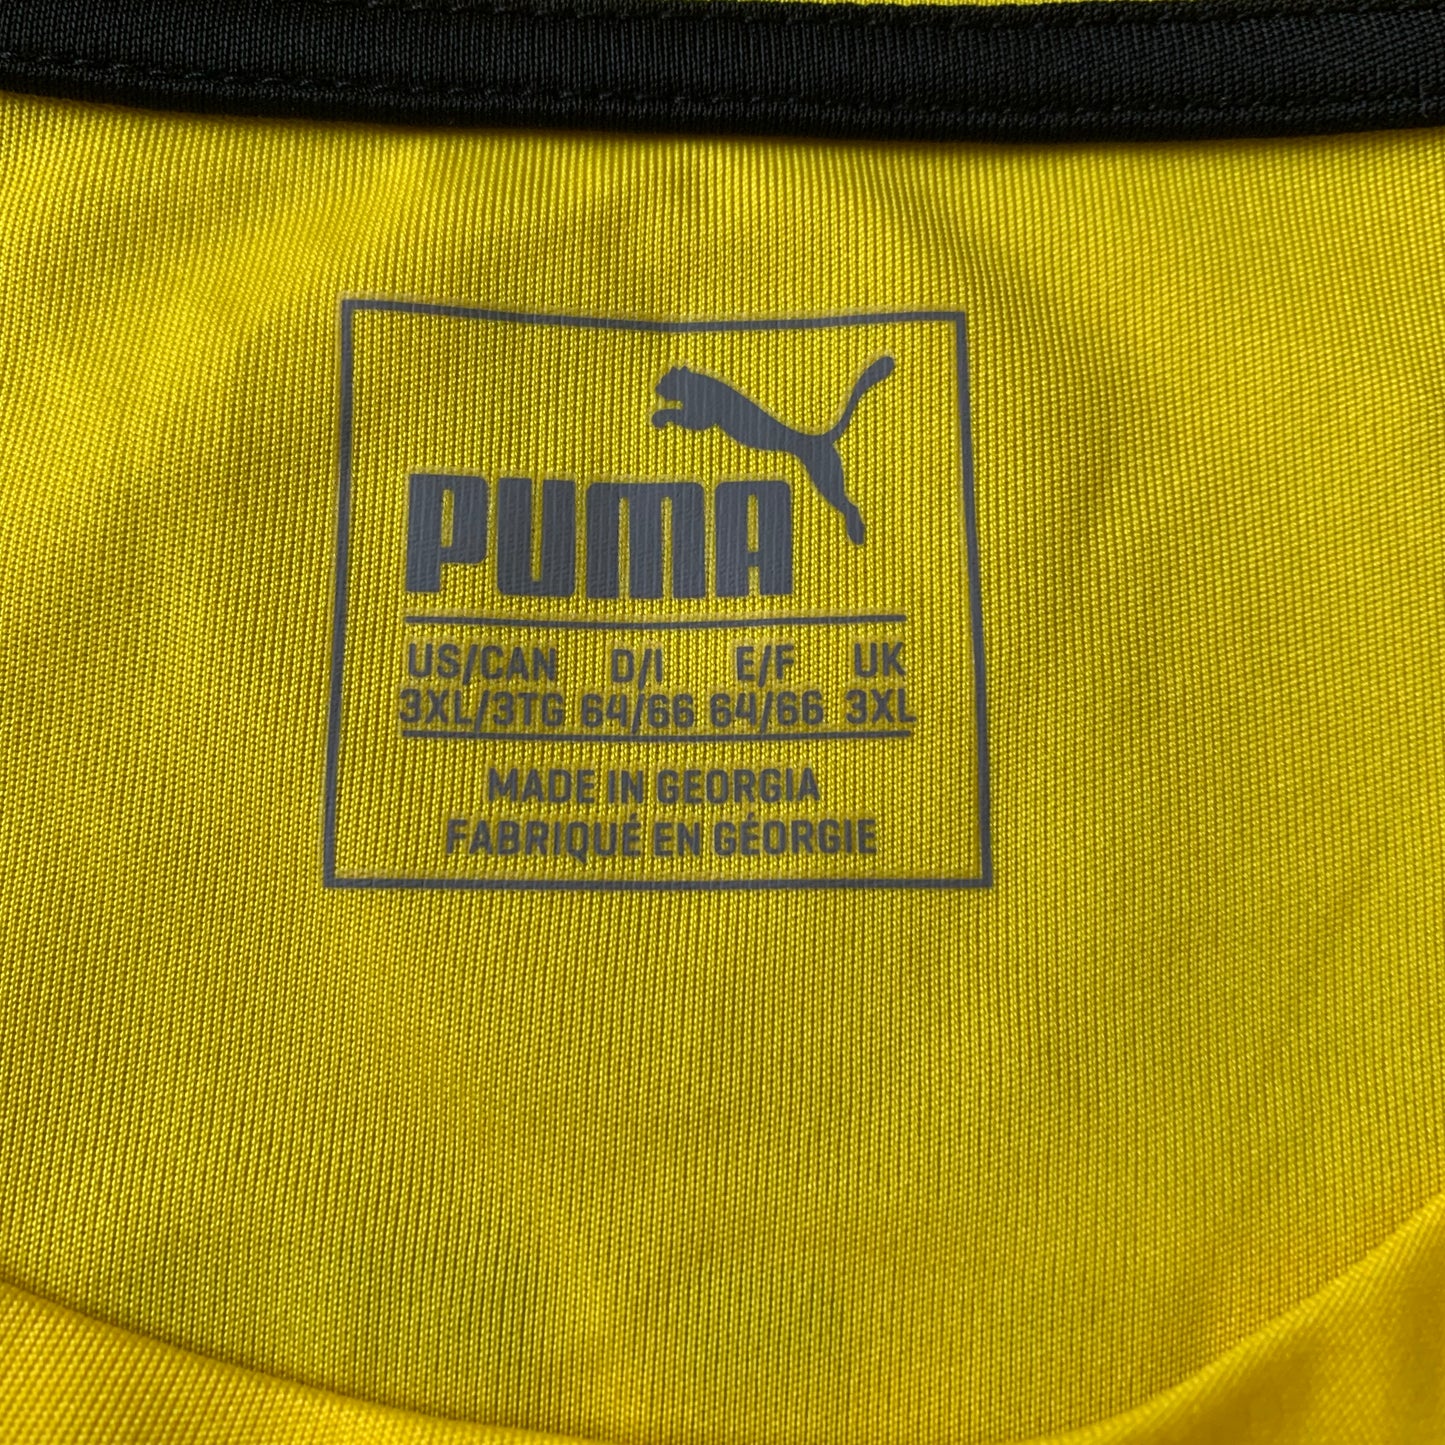 PUMA
US/CAN D/I E/F UK
3XL/3TG 64/66 64/66 3XL
MADE IN GEORGIA
FABRIQUÉ EN GÉORGIE